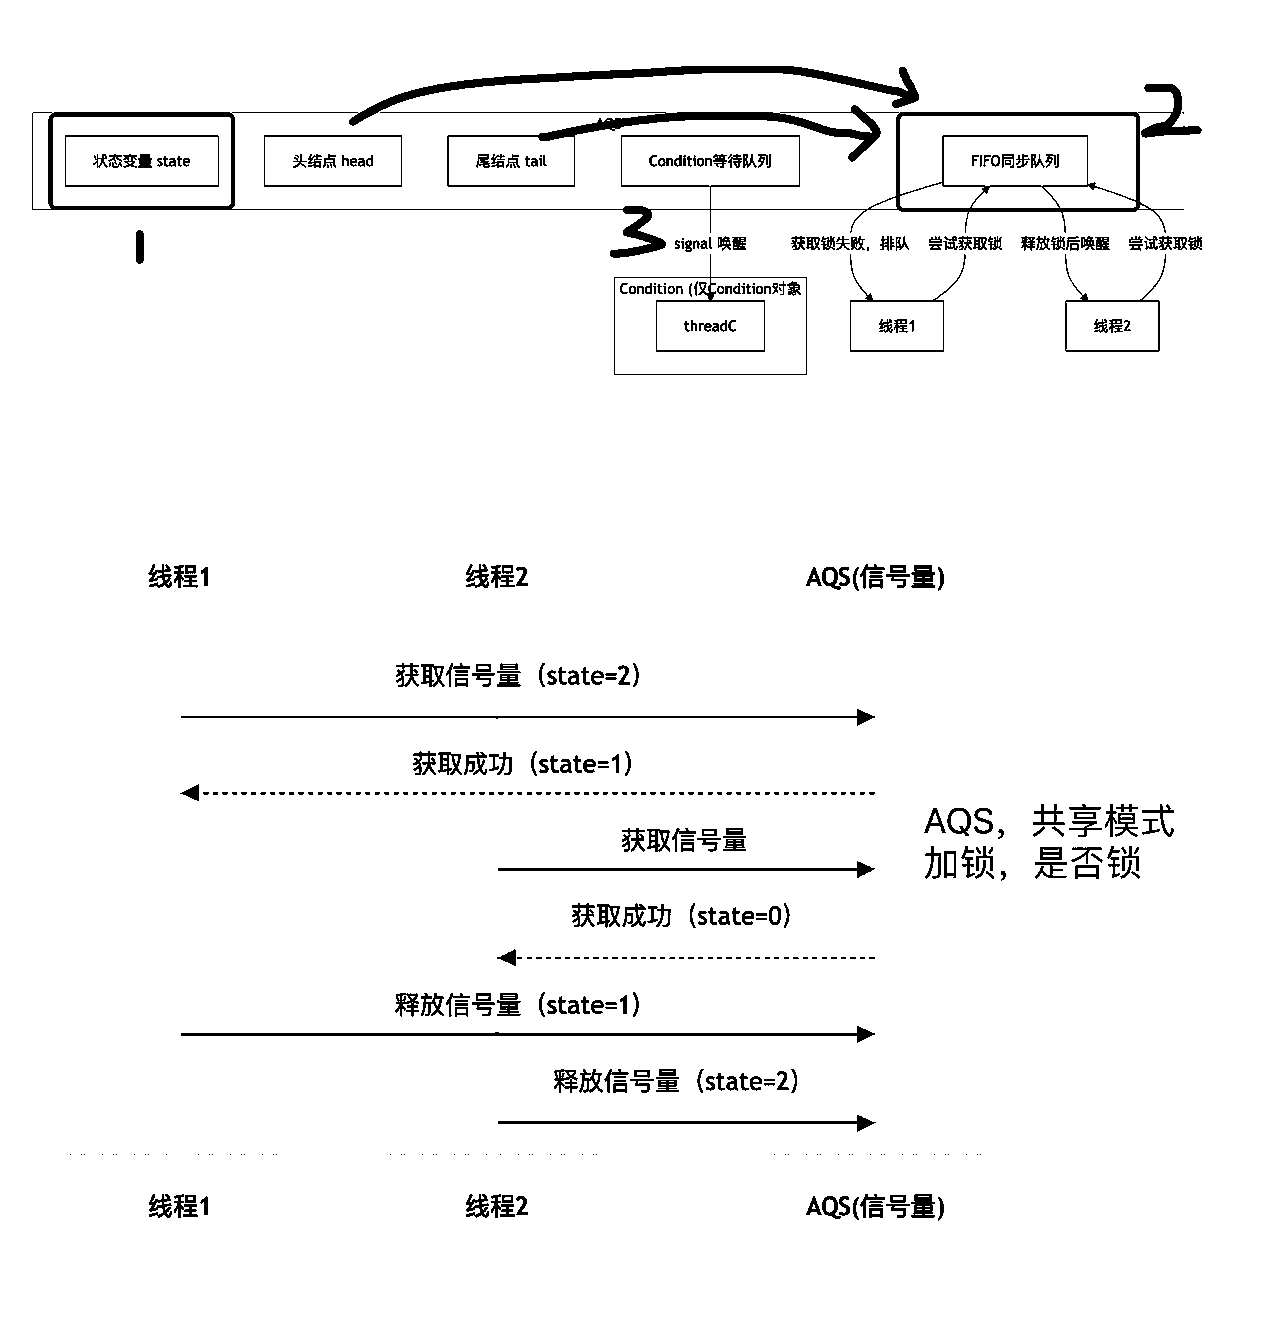 2
AQS
状态变量 state
头结点 head
尾结点 tail
Condition等待队列
FIFO同步队列
1
3
signal 唤醒
获取锁失败，排队
尝试获取锁
释放锁后唤醒
尝试获取锁
Condition (仅Condition对象
threadC
线程1
线程2
线程1
线程2
AQS(信号量)
获取信号量（state=2）
获取成功（state=1）
获取信号量
AQS，共享模式
加锁，是否锁
获取成功（state=0）
释放信号量（state=1）
释放信号量（state=2）
线程1
线程2
AQS(信号量)